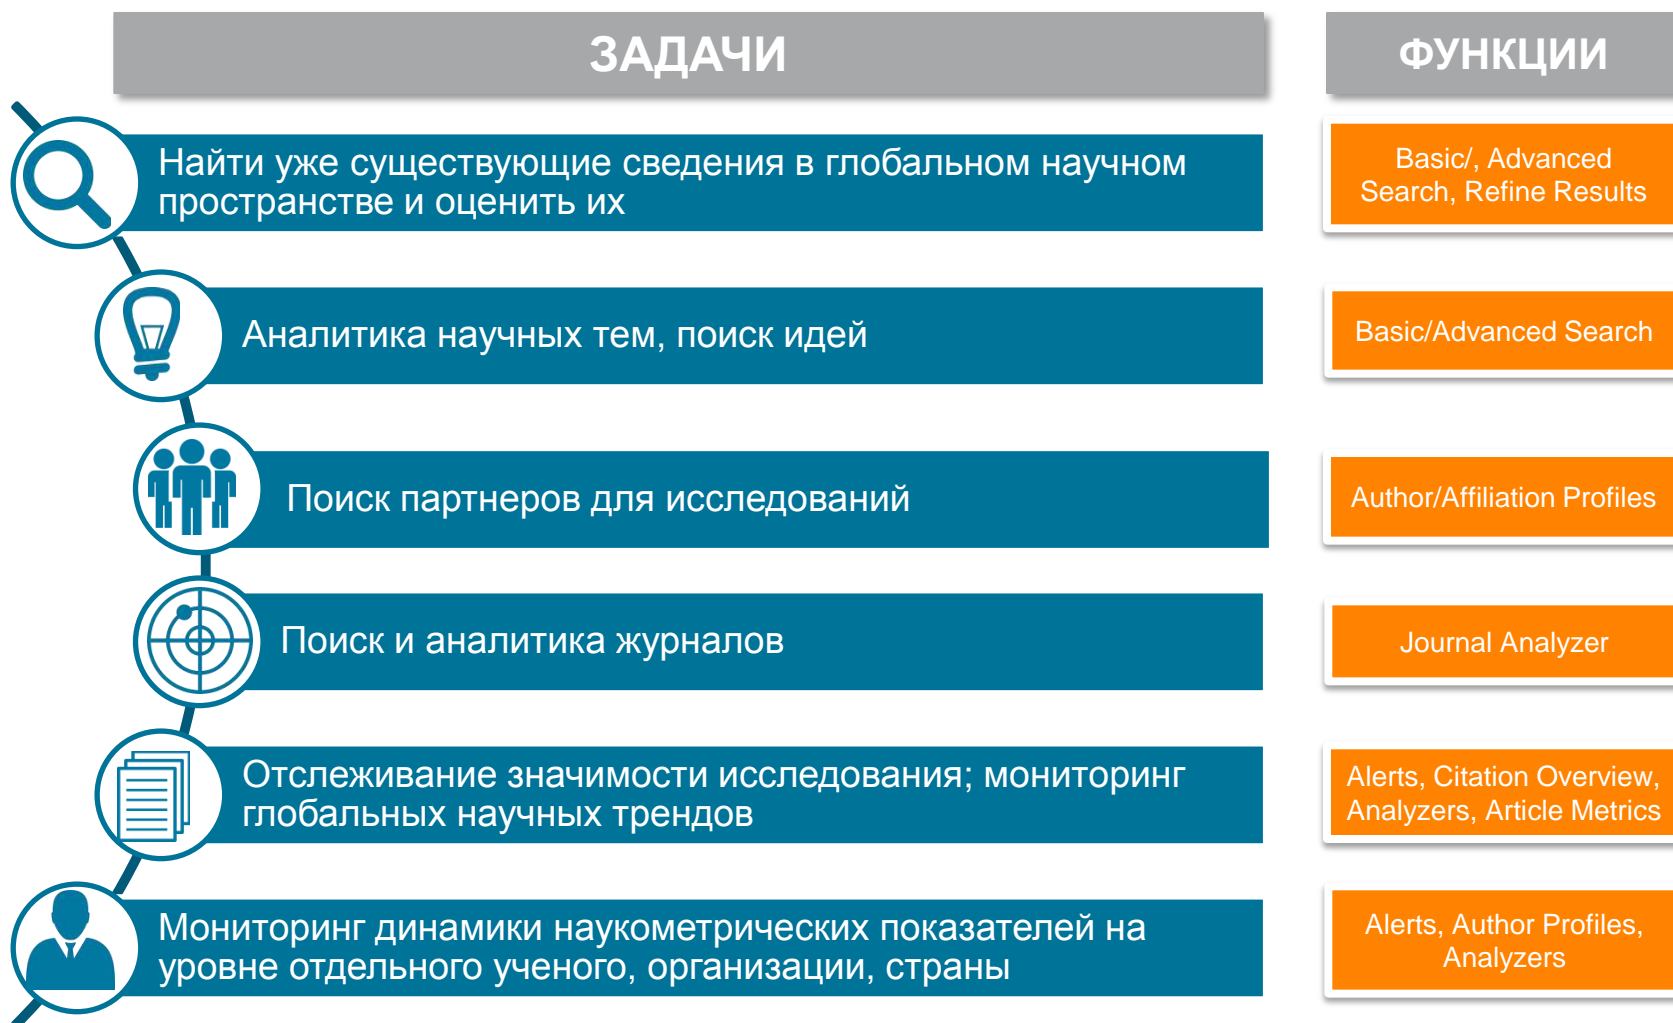 ЗАДАЧИ
ФУНКЦИИ
Найти уже существующие сведения в глобальном научном
пространстве и оценить их
Basic/, Advanced
Search, Refine Results
Аналитика научных тем, поиск идей
Basic/Advanced Search
Поиск партнеров для исследований
Author/Affiliation Profiles
Поиск и аналитика журналов
Journal Analyzer
Отслеживание значимости исследования; мониторинг
глобальных научных трендов
Alerts, Citation Overview,
Analyzers, Article Metrics
Мониторинг динамики наукометрических показателей на
уровне отдельного ученого, организации, страны
Alerts, Author Profiles,
Analyzers